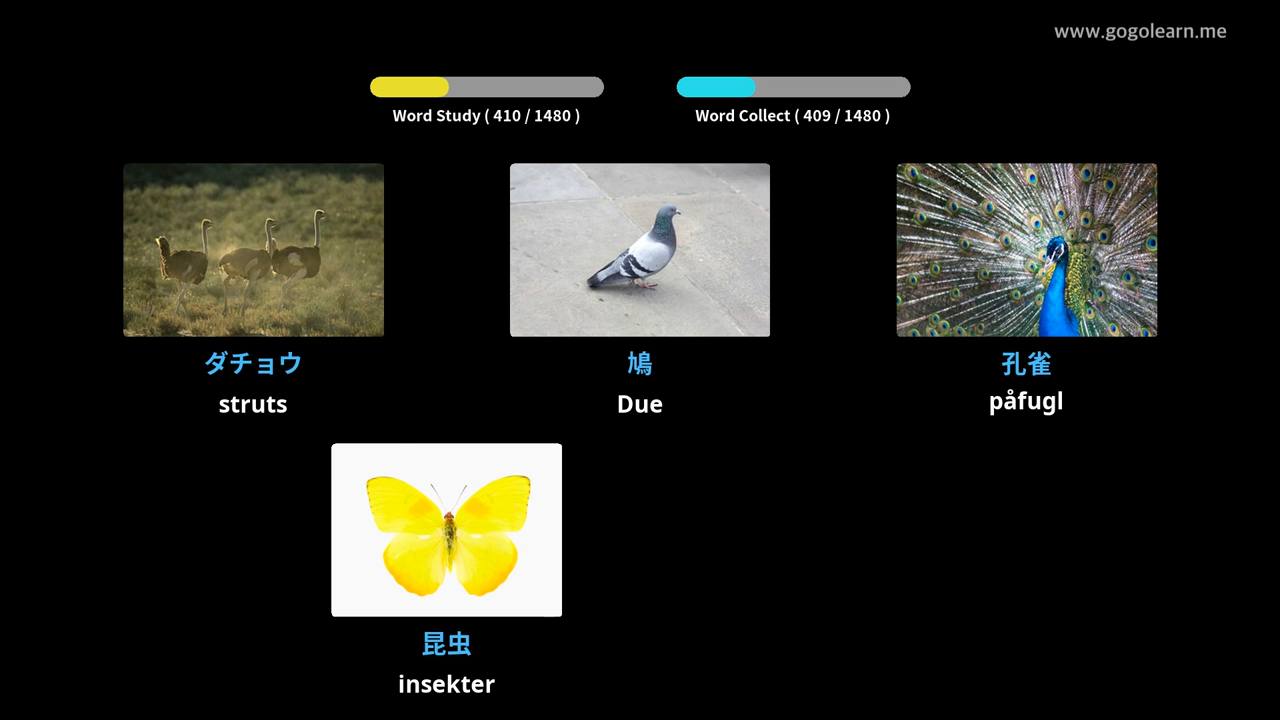 www.gogolearn.me
Word Study ( 410 / 1480 )
Word Collect ( 409 / 1480 )
ダチョウ
struts
鳩
Due
孔雀
påfugl
昆虫
insekter